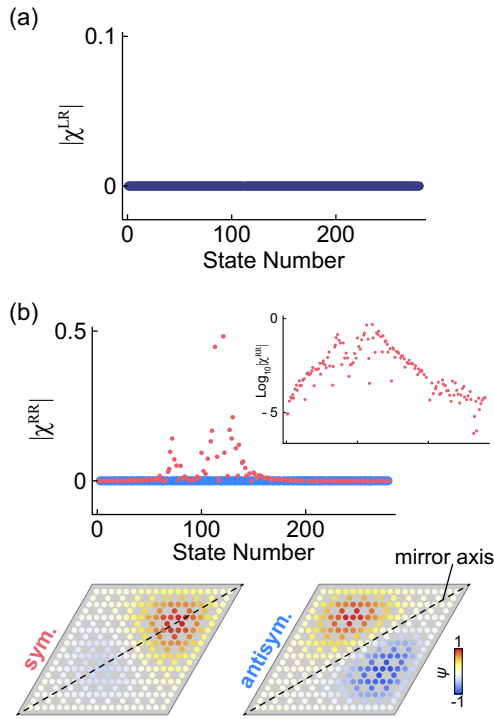 (a)
0.1
|χ^LR|
0
0
100
200
State Number
(b)
0.5
|χ^RR|
0
0
100
200
State Number
0
Log10|χ^RR|
-5
mirror axis
sym.
antisym.
1
ψ
-1